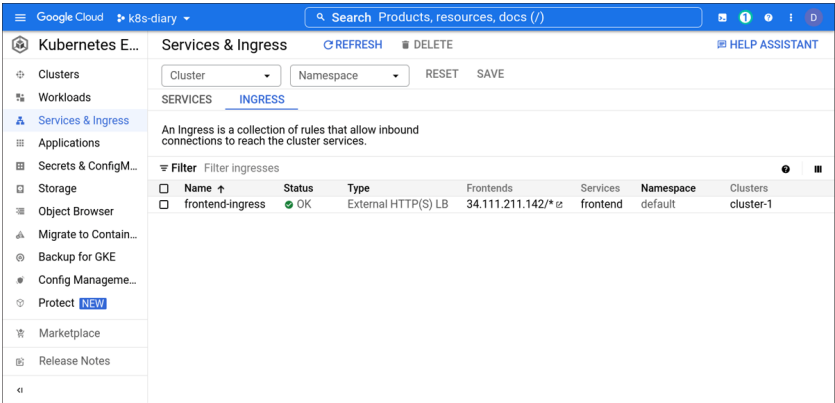 Google Cloud k8s-diary Search Products, resources, docs (/) 1 D
Kubernetes E... Services & Ingress REFRESH DELETE HELP ASSISTANT
Clusters
Workloads
Services & Ingress
Applications
Secrets & ConfigM...
Storage
Object Browser
Migrate to Contain...
Backup for GKE
Config Manageme...
Protect NEW
Marketplace
Release Notes
Cluster Namespace RESET SAVE
SERVICES INGRESS
An Ingress is a collection of rules that allow inbound
connections to reach the cluster services.
Filter Filter ingresses
Name Status Type Frontends Services Namespace Clusters
frontend-ingress OK External HTTP(S) LB 34.111.211.142/* frontend default cluster-1